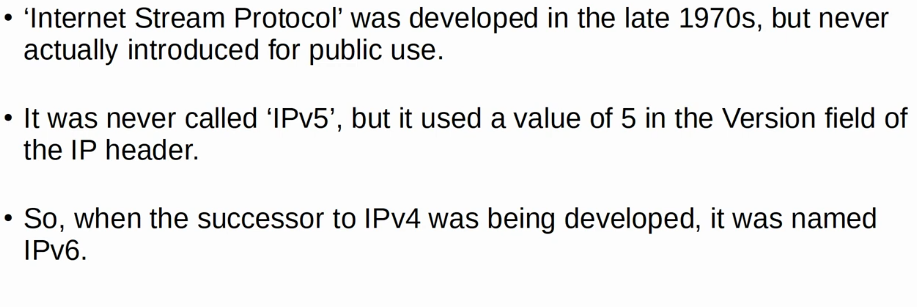 • ‘Internet Stream Protocol’ was developed in the late 1970s, but never
actually introduced for public use.
• It was never called ‘IPv5’, but it used a value of 5 in the Version field of
the IP header.
• So, when the successor to IPv4 was being developed, it was named
IPv6.